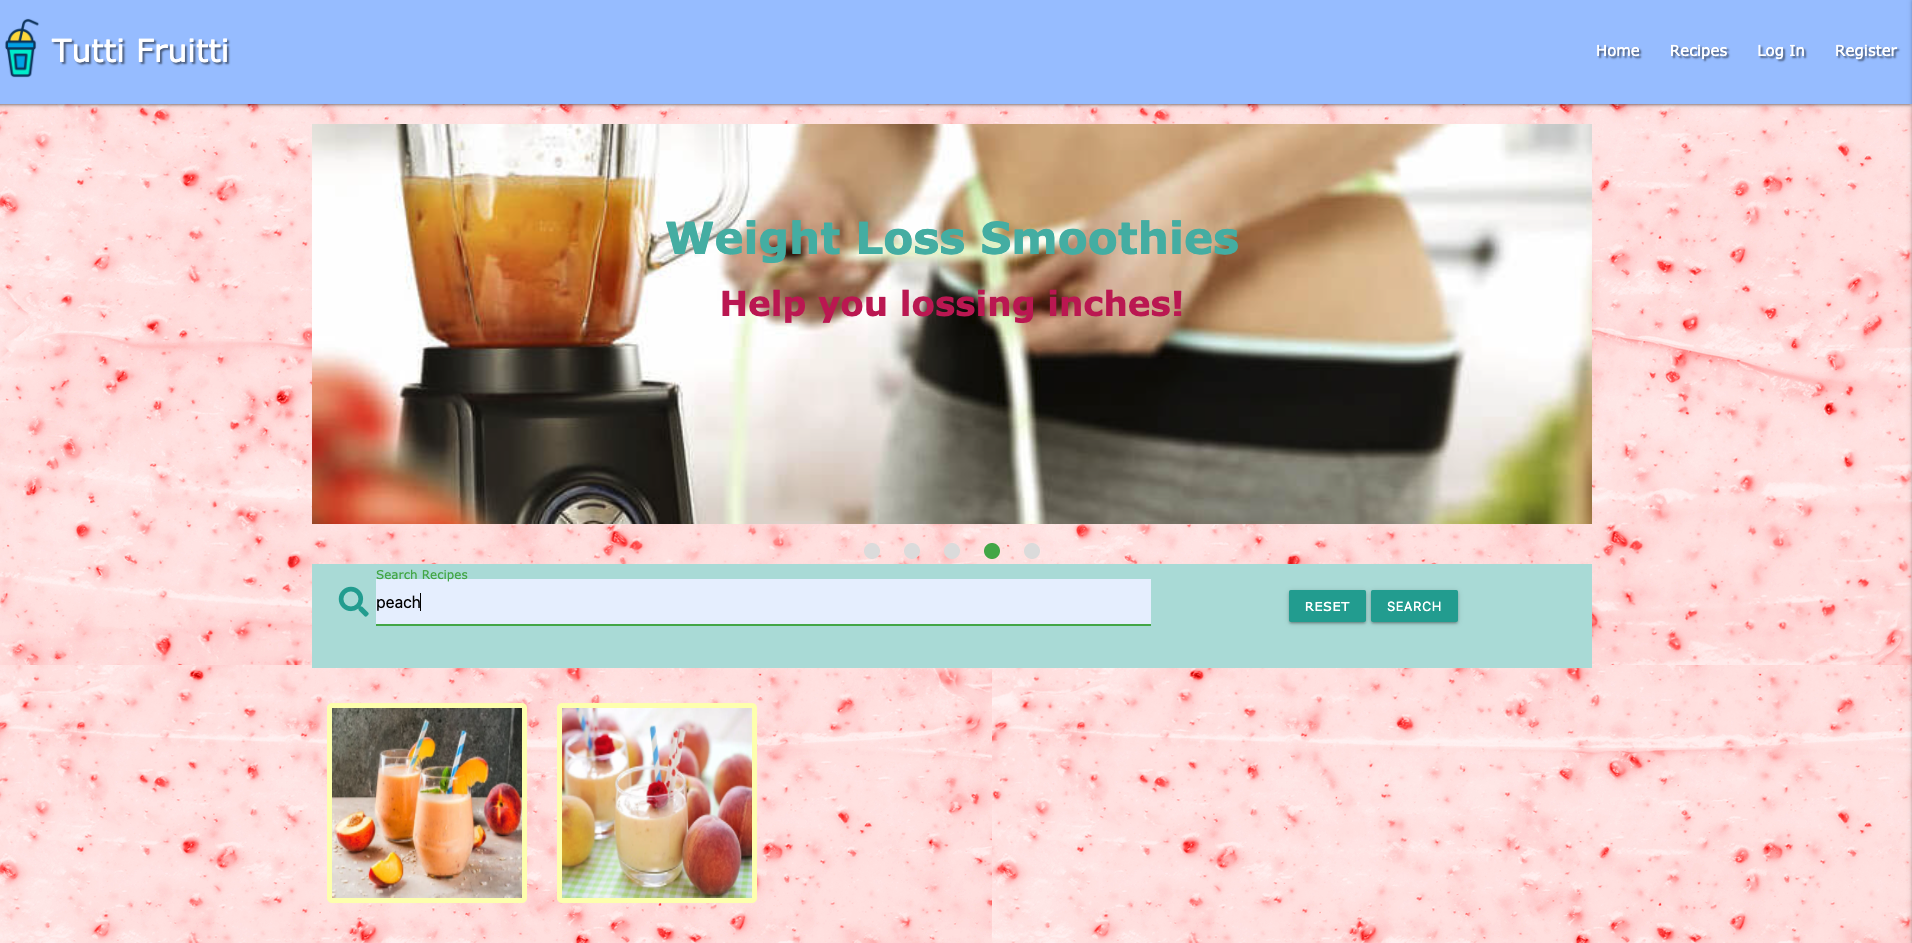 Tutti Fruitti
Home Recipes Log In Register
Weight Loss Smoothies
Help you lossing inches!
Search Recipes
peach
RESET SEARCH